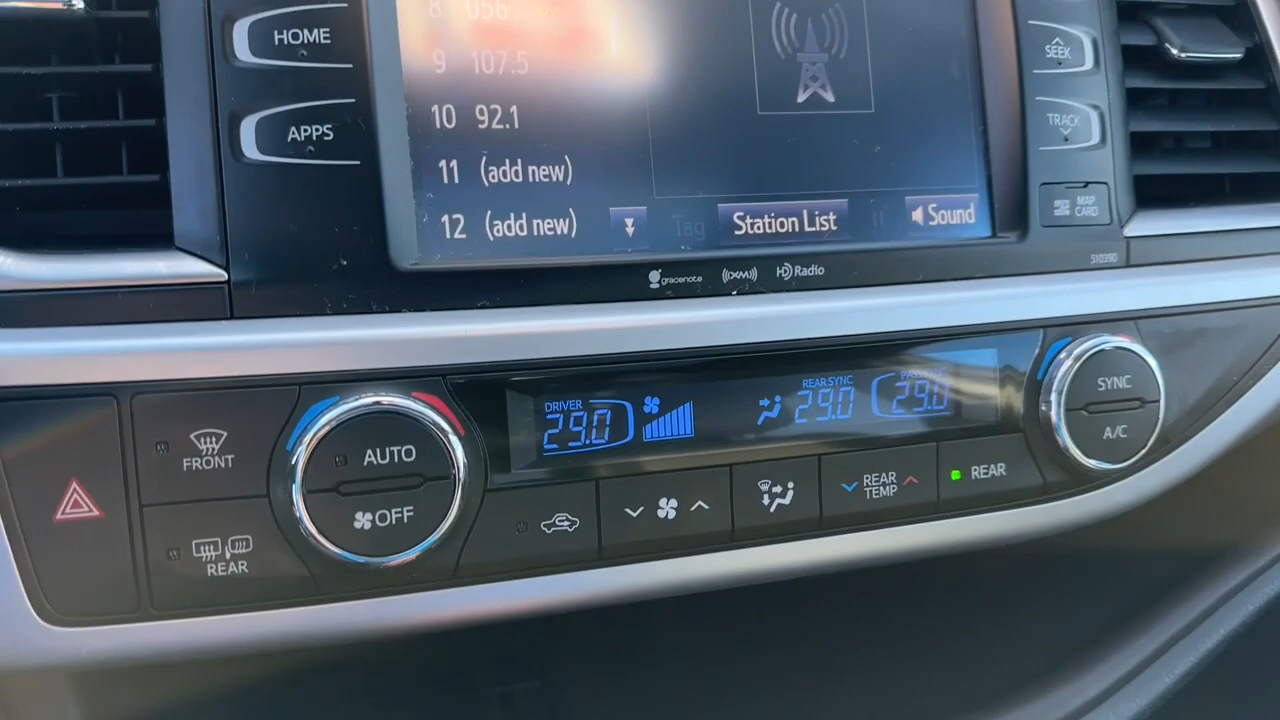 HOME
APPS
8 056
9 107.5
10 92.1
11 (add new)
12 (add new)
Tag
Station List
Sound
SEEK
TRACK
MAP
CARD
510390
gracenote
((XM))
HD Radio
FRONT
REAR
AUTO
OFF
DRIVER
29.0
REAR SYNC
29.0
29.0
REAR
TEMP
REAR
SYNC
A/C